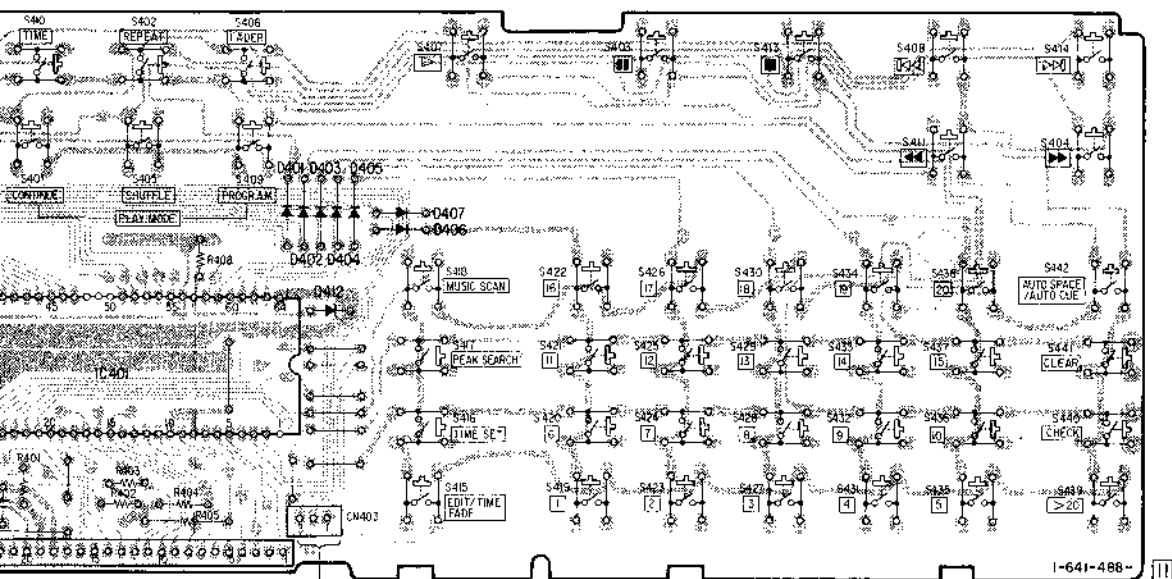 S410 S402 S406
TIME REPEAT FADER
S407 S403 S413 S408 S414
S411 S404
S401 S405 S409
CONTINUE SHUFFLE PROGRAM
PLAY MODE
D401 D403 D405
D407
D406
D402 D404
R408
D412
S418
MUSIC SCAN
S422
16
S426
17
S430
18
S434
19
S438
20
S442
AUTO SPACE
/AUTO CUE
45 50 60
IC401
S417
PEAK SEARCH
S421
11
S425
12
S429
13
S433
14
S437
15
S441
CLEAR
S416
TIME SET
S420
6
S424
7
S428
8
S432
9
S436
10
S440
CHECK
R401
R403
R402 R404
R405
S415
EDIT/TIME
FADE
S419
1
S423
2
S427
3
S431
4
S435
5
S439
>20
CN403
1-641-488-
11